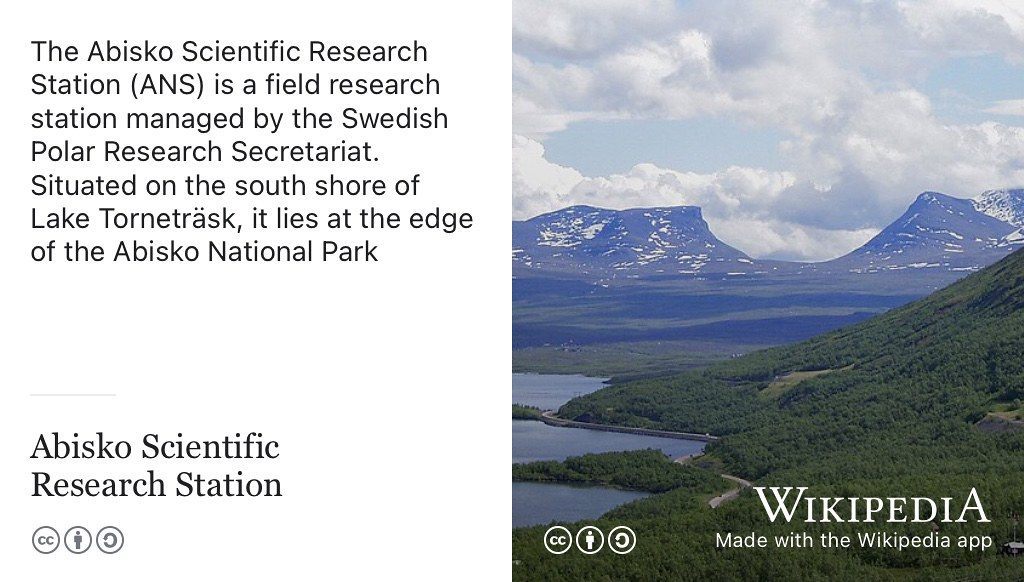 The Abisko Scientific Research
Station (ANS) is a field research
station managed by the Swedish
Polar Research Secretariat.
Situated on the south shore of
Lake Torneträsk, it lies at the edge
of the Abisko National Park
Abisko Scientific
Research Station
cc
cc
WIKIPEDIA
Made with the Wikipedia app